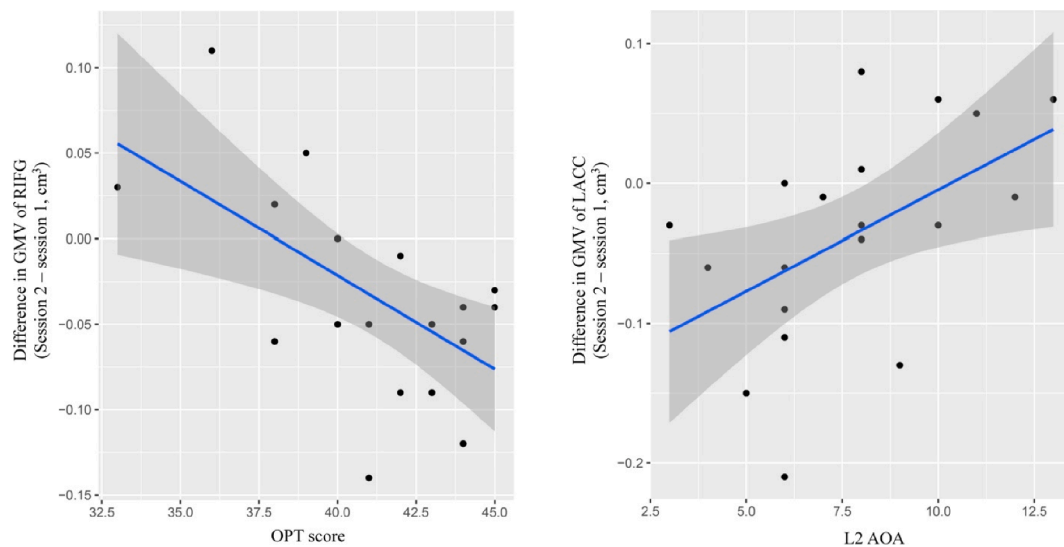 Difference in GMV of RIFG
(Session 2 – session 1, cm³)
0.10
0.05
0.00
−0.05
−0.10
−0.15
32.5 35.0 37.5 40.0 42.5 45.0
OPT score
Difference in GMV of LACC
(Session 2 – session 1, cm³)
0.1
0.0
−0.1
−0.2
2.5 5.0 7.5 10.0 12.5
L2 AOA